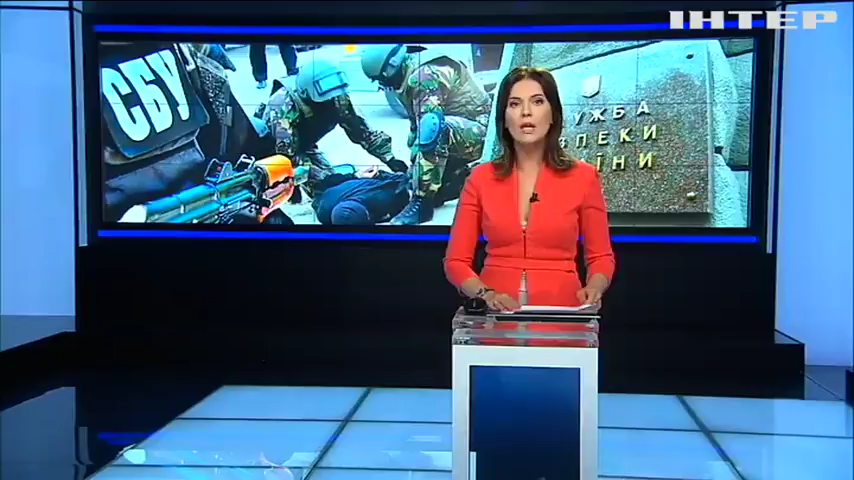 ІНТЕР
СБУ
УЖБА
ПЕКИ
ЇНИ